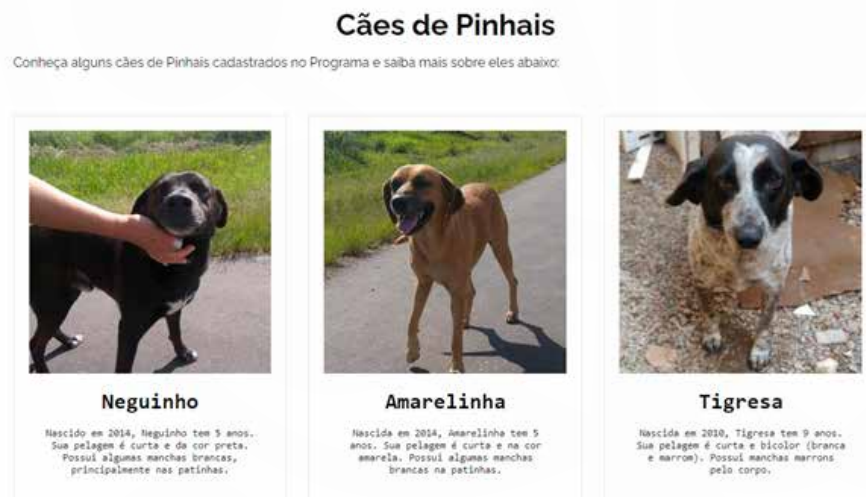 Cães de Pinhais
Conheça alguns cães de Pinhais cadastrados no Programa e saiba mais sobre eles abaixo:
Neguinho
Nascido em 2014, Neguinho tem 5 anos.
Sua pelagem é curta e da cor preta.
Possui algumas manchas brancas,
principalmente nas patinhas.
Amarelinha
Nascida em 2014, Amarelinha tem 5
anos. Sua pelagem é curta e na cor
amarela. Possui algumas manchas
brancas na patinhas.
Tigresa
Nascida em 2010, Tigresa tem 9 anos.
Sua pelagem é curta e bicolor (branca
e marrom). Possui manchas marrons
pelo corpo.